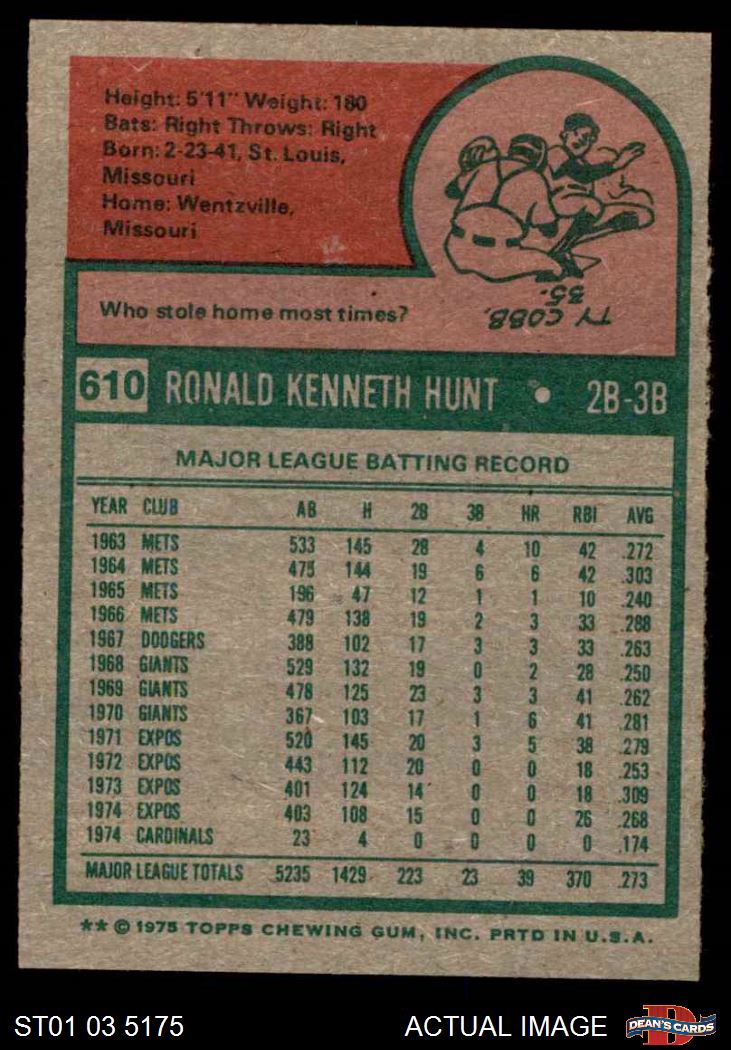 Height: 5'11" Weight: 180
Bats: Right Throws: Right
Born: 2-23-41, St. Louis,
Missouri
Home: Wentzville,
Missouri
Who stole home most times?
TY COBB,
35.
610 RONALD KENNETH HUNT • 2B-3B
MAJOR LEAGUE BATTING RECORD
YEAR CLUB AB H 2B 3B HR RBI AVG
1963 METS 533 145 28 4 10 42 .272
1964 METS 475 144 19 6 6 42 .303
1965 METS 196 47 12 1 1 10 .240
1966 METS 479 138 19 2 3 33 .288
1967 DODGERS 388 102 17 3 3 33 .263
1968 GIANTS 529 132 19 0 2 28 .250
1969 GIANTS 478 125 23 3 3 41 .262
1970 GIANTS 367 103 17 1 6 41 .281
1971 EXPOS 520 145 20 3 5 38 .279
1972 EXPOS 443 112 20 0 0 18 .253
1973 EXPOS 401 124 14 0 0 18 .309
1974 EXPOS 403 108 15 0 0 26 .268
1974 CARDINALS 23 4 0 0 0 0 .174
MAJOR LEAGUE TOTALS 5235 1429 223 23 39 370 .273
** © 1975 TOPPS CHEWING GUM, INC. PRTD IN U.S.A.
ST01 03 5175 ACTUAL IMAGE D DEAN'S CARDS